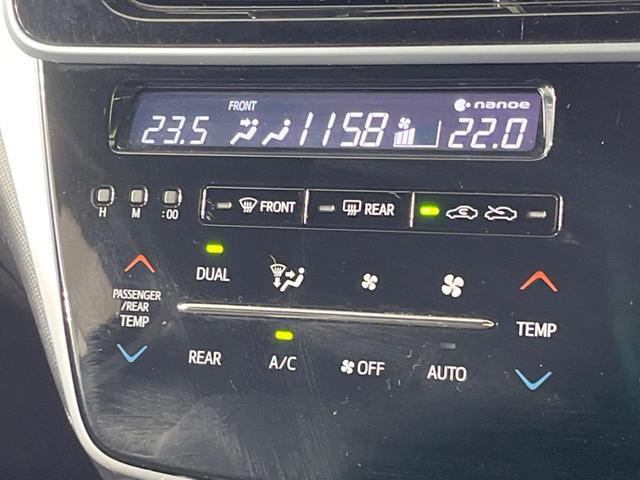 FRONT
nanoe
23.5 1158 22.0
H M :00 FRONT REAR
DUAL
PASSENGER
/REAR
TEMP
TEMP
REAR A/C OFF AUTO